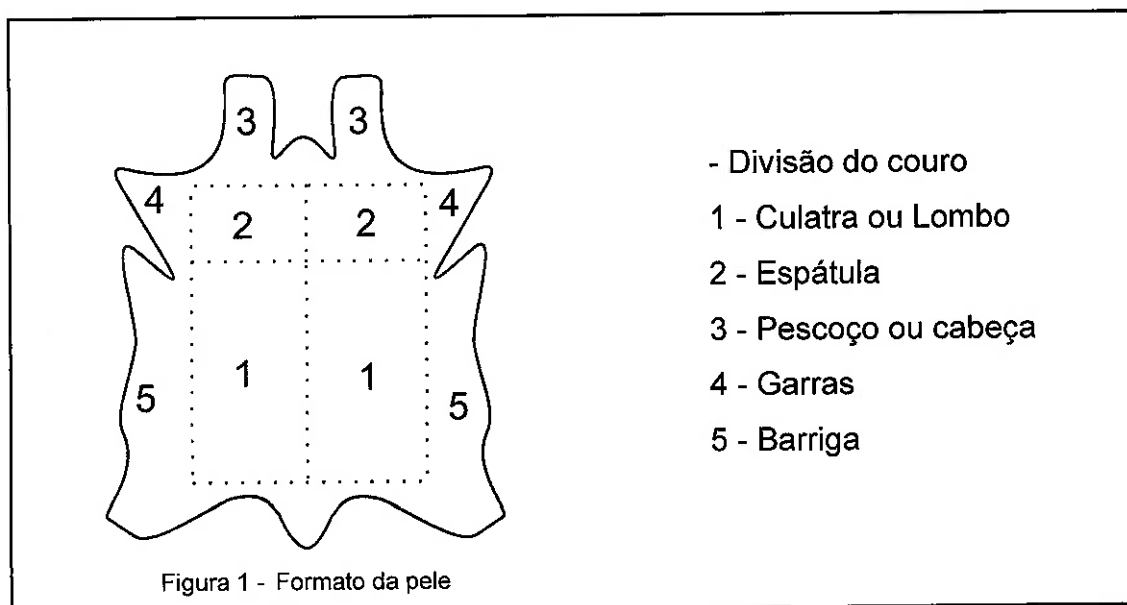 3 3
4 4
2 2
1 1
5 5
- Divisão do couro
1 - Culatra ou Lombo
2 - Espátula
3 - Pescoço ou cabeça
4 - Garras
5 - Barriga
Figura 1 - Formato da pele